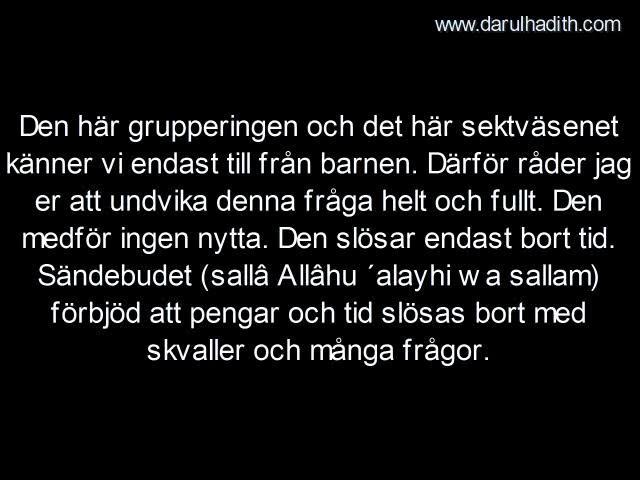 www.darulhadith.com
Den här grupperingen och det här sektväsenet
känner vi endast till från barnen. Därför råder jag
er att undvika denna fråga helt och fullt. Den
medför ingen nytta. Den slösar endast bort tid.
Sändebudet (sallâ Allâhu ´alayhi wa sallam)
förbjöd att pengar och tid slösas bort med
skvaller och många frågor.